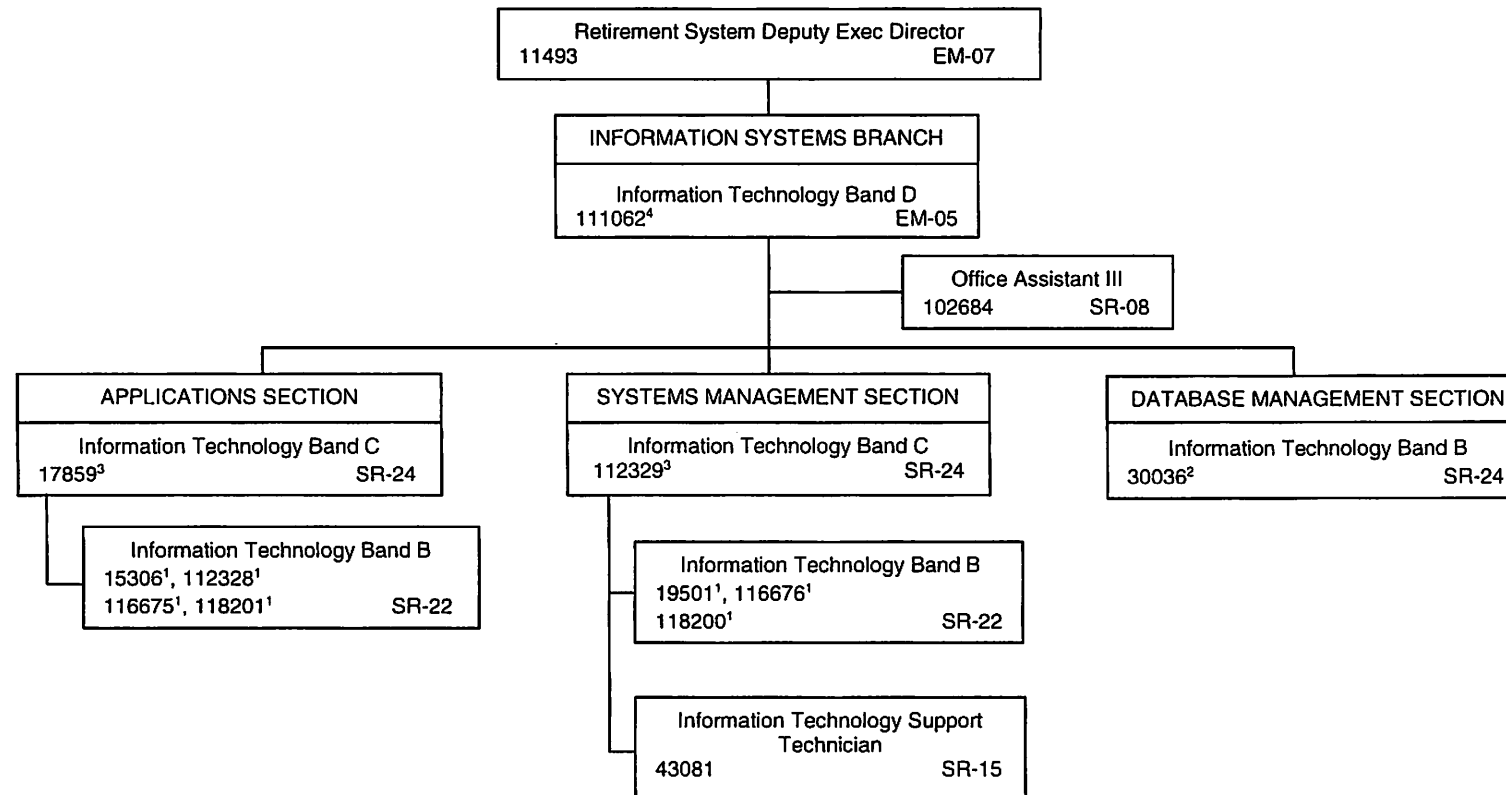 Retirement System Deputy Exec Director
11493 EM-07
INFORMATION SYSTEMS BRANCH
Information Technology Band D
111062⁴ EM-05
Office Assistant III
102684 SR-08
APPLICATIONS SECTION
Information Technology Band C
17859³ SR-24
Information Technology Band B
15306¹, 112328¹
116675¹, 118201¹ SR-22
SYSTEMS MANAGEMENT SECTION
Information Technology Band C
112329³ SR-24
Information Technology Band B
19501¹, 116676¹
118200¹ SR-22
Information Technology Support
Technician
43081 SR-15
DATABASE MANAGEMENT SECTION
Information Technology Band B
30036² SR-24